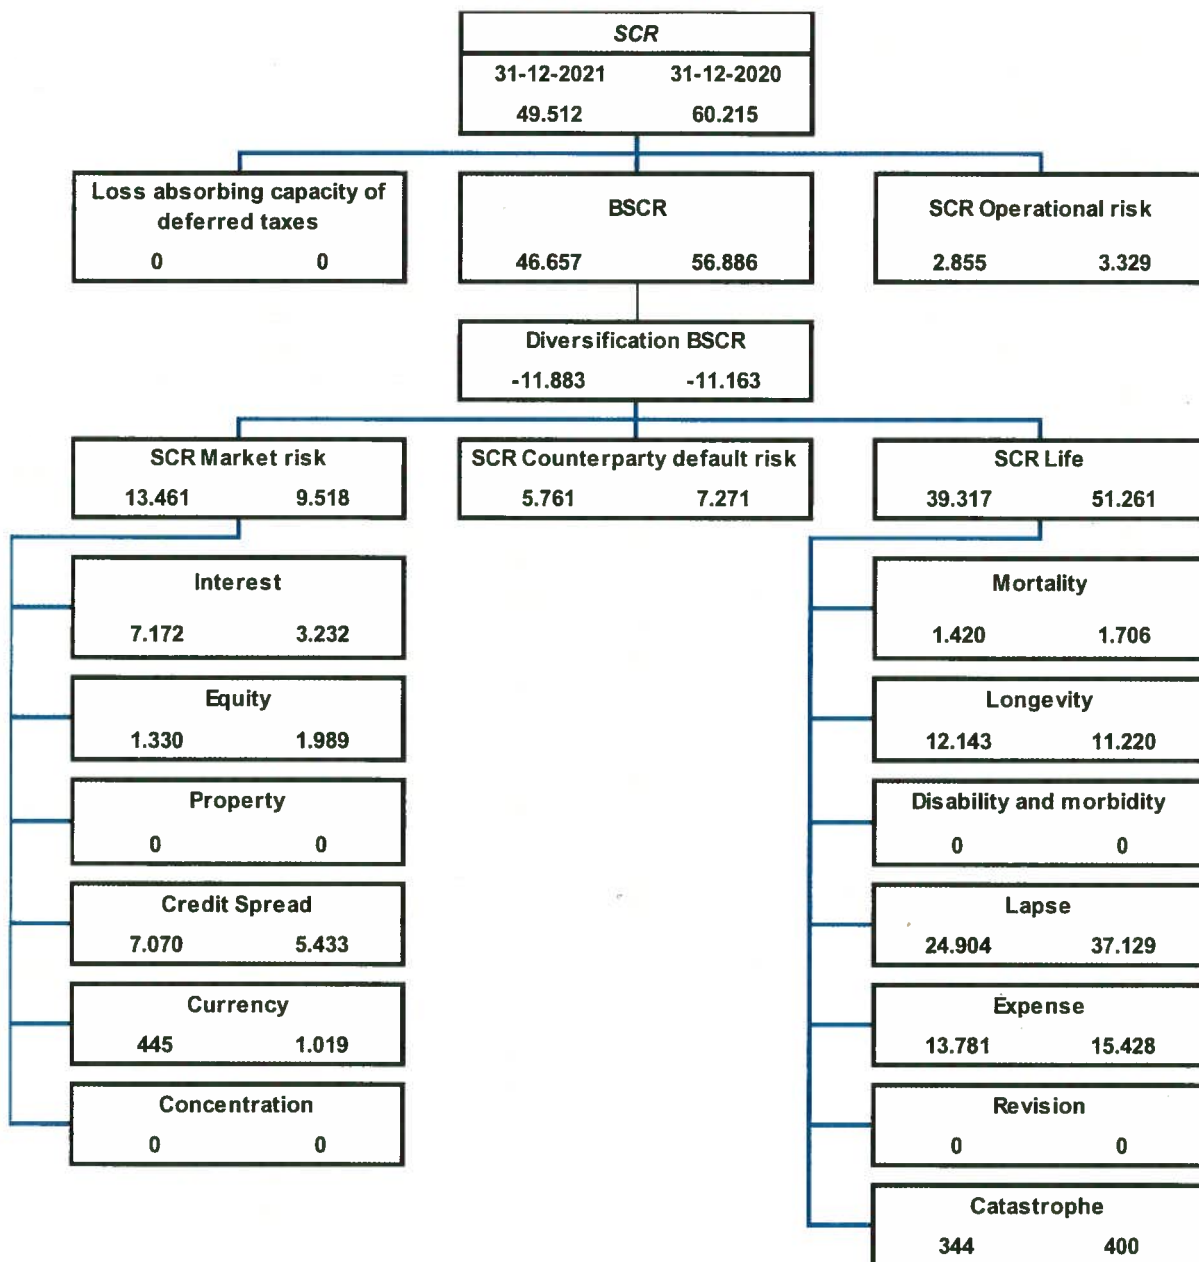 SCR
31-12-2021 31-12-2020
49.512 60.215
Loss absorbing capacity of
deferred taxes
0 0
BSCR
46.657 56.886
SCR Operational risk
2.855 3.329
Diversification BSCR
-11.883 -11.163
SCR Market risk
13.461 9.518
SCR Counterparty default risk
5.761 7.271
SCR Life
39.317 51.261
Interest
7.172 3.232
Equity
1.330 1.989
Property
0 0
Credit Spread
7.070 5.433
Currency
445 1.019
Concentration
0 0
Mortality
1.420 1.706
Longevity
12.143 11.220
Disability and morbidity
0 0
Lapse
24.904 37.129
Expense
13.781 15.428
Revision
0 0
Catastrophe
344 400